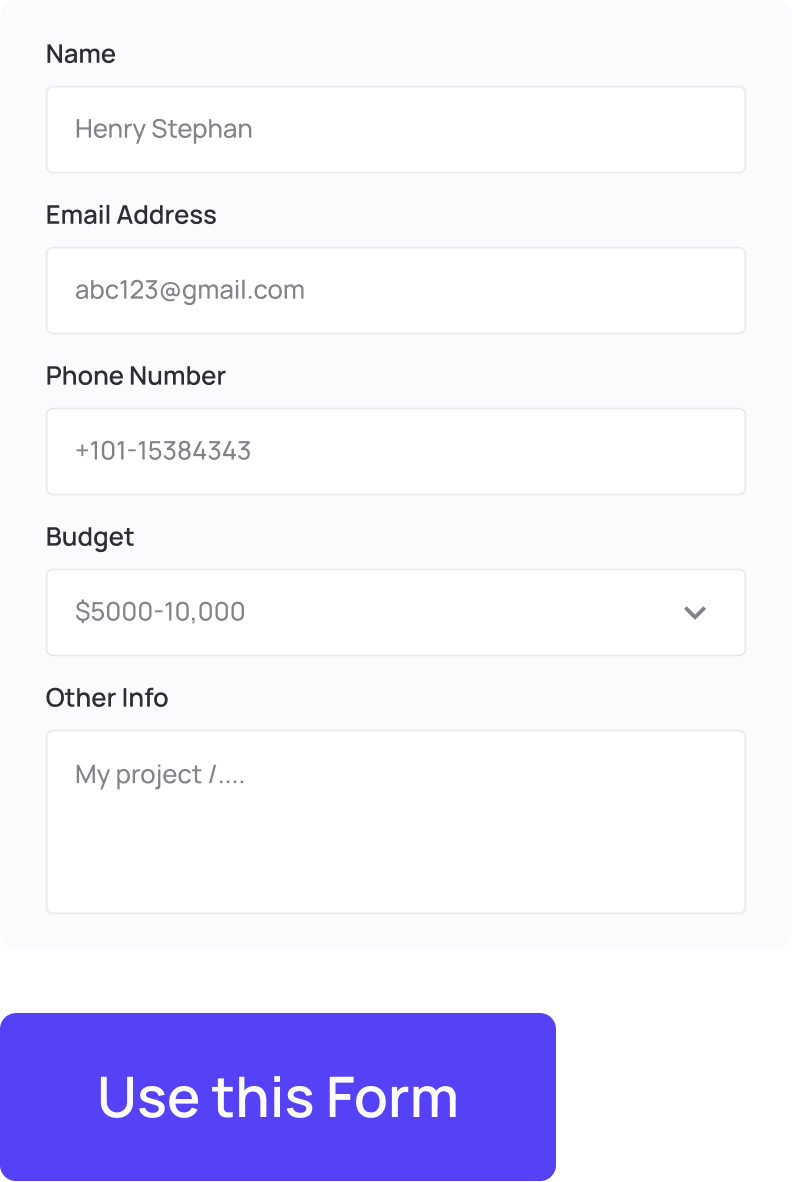 Name
Henry Stephan
Email Address
abc123@gmail.com
Phone Number
+101-15384343
Budget
$5000-10,000
Other Info
My project /....
Use this Form